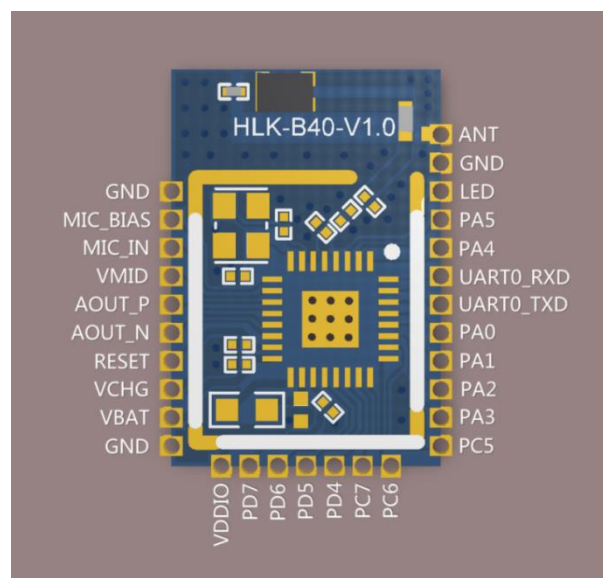 HLK-B40-V1.0
GND
MIC_BIAS
MIC_IN
VMID
AOUT_P
AOUT_N
RESET
VCHG
VBAT
GND
VDDIO
PD7
PD6
PD5
PD4
PC7
PC6
ANT
GND
LED
PA5
PA4
UART0_RXD
UART0_TXD
PA0
PA1
PA2
PA3
PC5